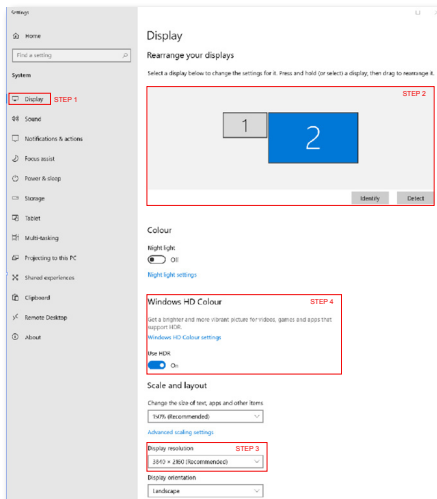 Settings
Home
Find a setting
System
Display
STEP 1
Sound
Notifications & actions
Focus assist
Power & sleep
Storage
Tablet
Multi-tasking
Projecting to this PC
Shared experiences
Clipboard
Remote Desktop
About
Display
Rearrange your displays
Select a display below to change the settings for it. Press and hold (or select) a display, then drag to rearrange it.
STEP 2
1
2
Identify
Detect
Colour
Night light
Off
Night light settings
Windows HD Colour
STEP 4
Get a brighter and more vibrant picture for videos, games and apps that
support HDR.
Windows HD Colour settings
Use HDR
On
Scale and layout
Change the size of text, apps and other items
150% (Recommended)
Advanced scaling settings
Display resolution
STEP 3
3840 × 2160 (Recommended)
Display orientation
Landscape